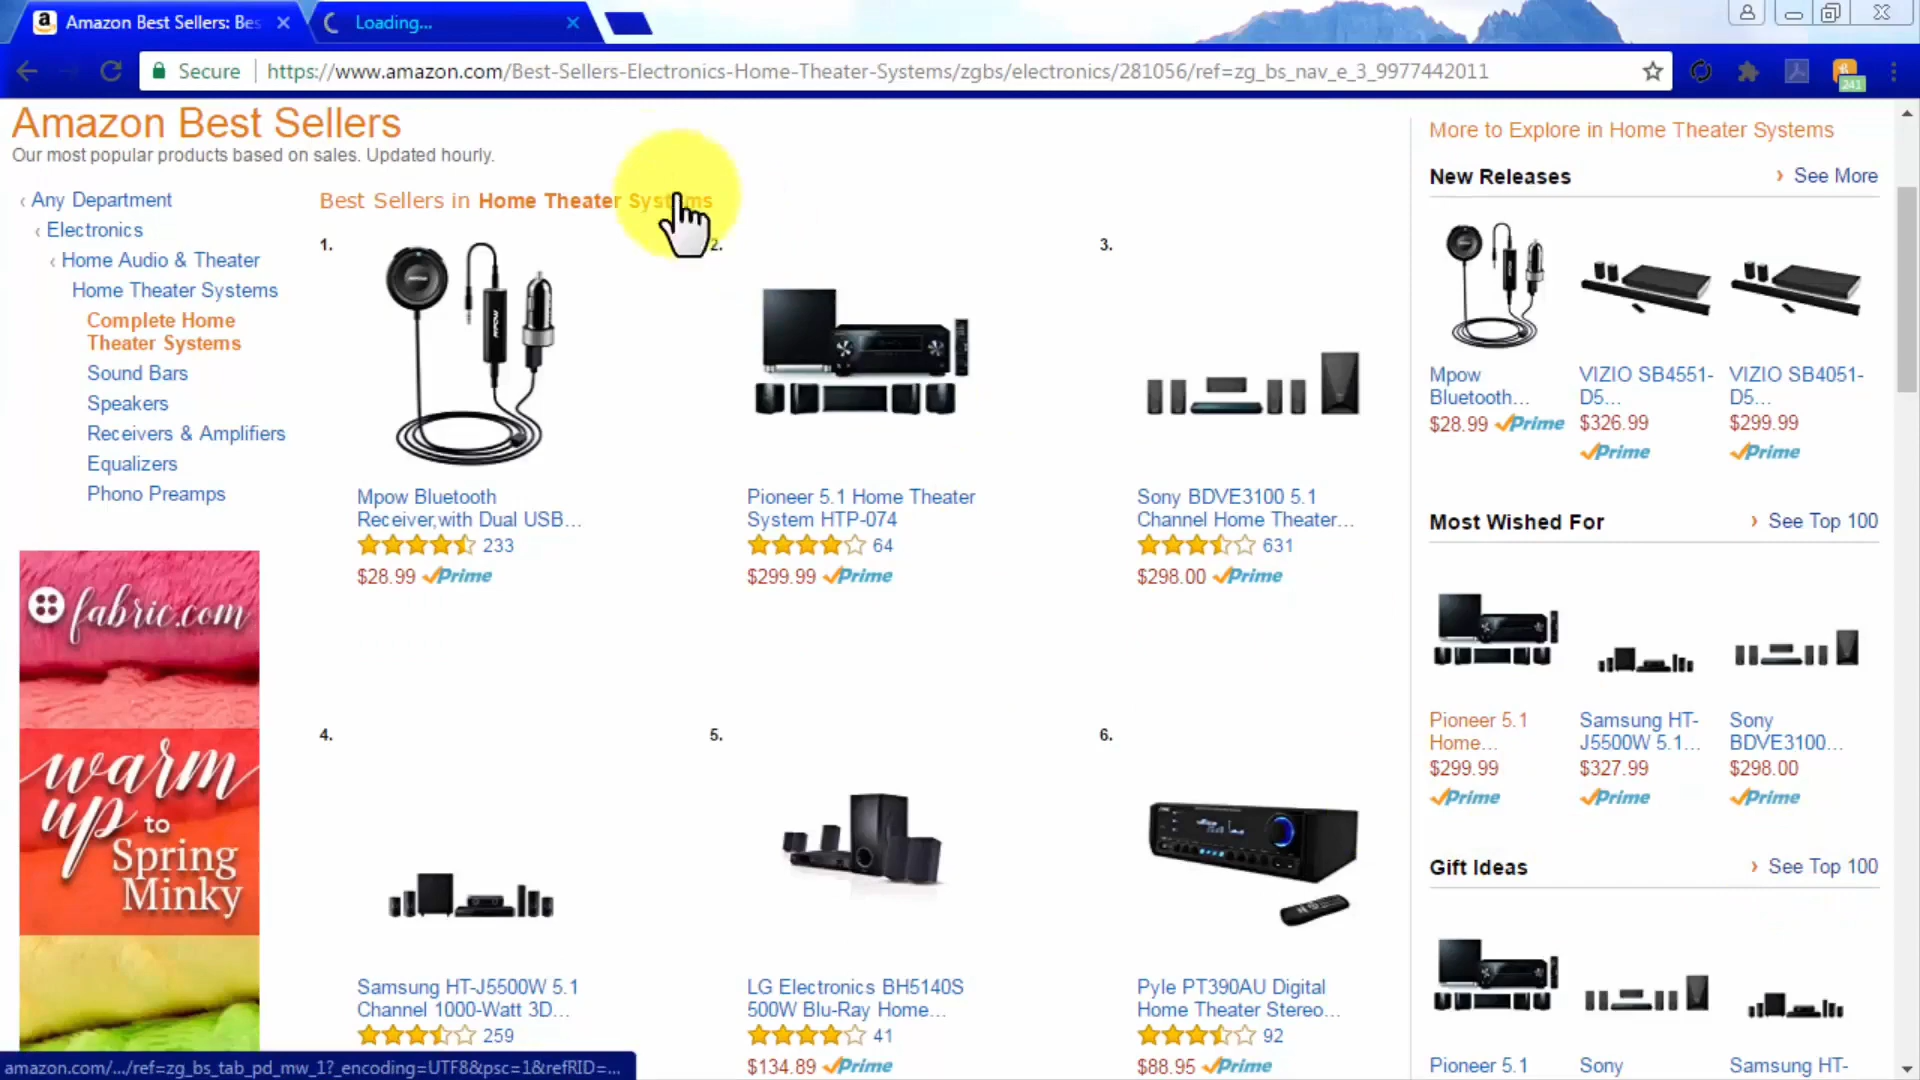 Amazon Best Sellers: Bes
Loading...
Secure
https://www.amazon.com/Best-Sellers-Electronics-Home-Theater-Systems/zgbs/electronics/281056/ref=zg_bs_nav_e_3_9977442011
241
Amazon Best Sellers
Our most popular products based on sales. Updated hourly.
‹ Any Department
‹ Electronics
‹ Home Audio & Theater
Home Theater Systems
Complete Home
Theater Systems
Sound Bars
Speakers
Receivers & Amplifiers
Equalizers
Phono Preamps
fabric.com
warm
up to
Spring
Minky
Best Sellers in Home Theater Systems
1.
Mpow Bluetooth
Receiver,with Dual USB...
233
$28.99 Prime
2.
Pioneer 5.1 Home Theater
System HTP-074
64
$299.99 Prime
3.
Sony BDVE3100 5.1
Channel Home Theater...
631
$298.00 Prime
4.
Samsung HT-J5500W 5.1
Channel 1000-Watt 3D...
259
5.
LG Electronics BH5140S
500W Blu-Ray Home...
41
$134.89 Prime
6.
Pyle PT390AU Digital
Home Theater Stereo...
92
$88.95 Prime
More to Explore in Home Theater Systems
New Releases
› See More
Mpow
Bluetooth...
$28.99 Prime
VIZIO SB4551-
D5...
$326.99
Prime
VIZIO SB4051-
D5...
$299.99
Prime
Most Wished For
› See Top 100
Pioneer 5.1
Home...
$299.99
Prime
Samsung HT-
J5500W 5.1...
$327.99
Prime
Sony
BDVE3100...
$298.00
Prime
Gift Ideas
› See Top 100
Pioneer 5.1
Sony
Samsung HT-
amazon.com/.../ref=zg_bs_tab_pd_mw_1?_encoding=UTF8&psc=1&refRID=...